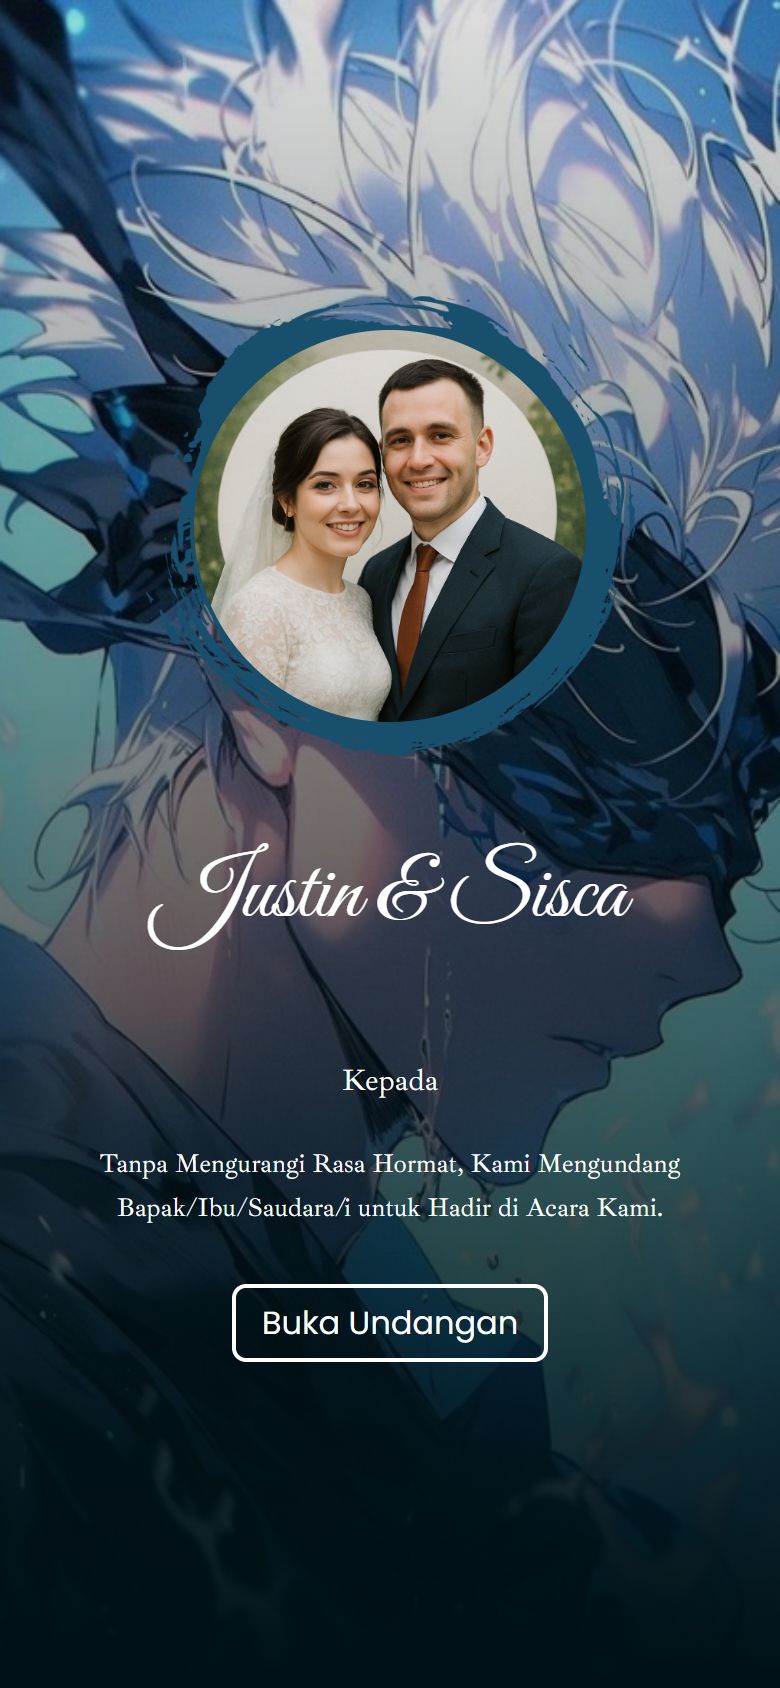 Justin & Sisca
Kepada
Tanpa Mengurangi Rasa Hormat, Kami Mengundang
Bapak/Ibu/Saudara/i untuk Hadir di Acara Kami.
Buka Undangan